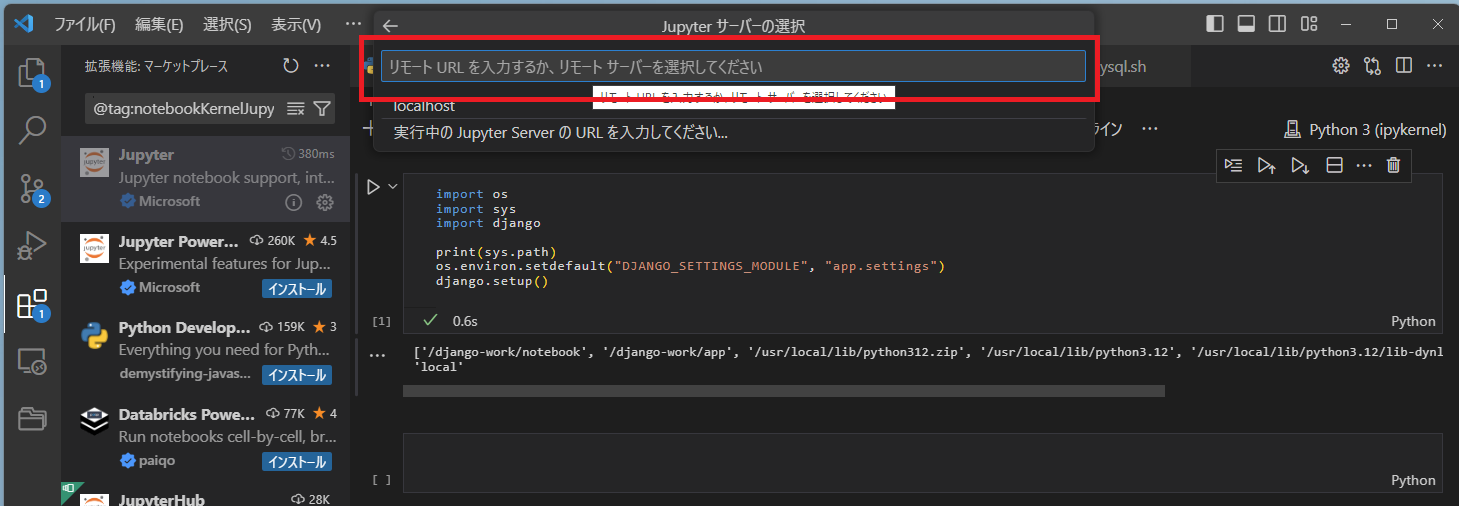 ファイル(F) 編集(E) 選択(S) 表示(V) ···
Jupyter サーバーの選択
リモート URL を入力するか、リモート サーバーを選択してください
リモート URL を入力するか、リモート サーバーを選択してください
localhost
実行中の Jupyter Server の URL を入力してください...
拡張機能: マーケットプレース
@tag:notebookKernelJupy
1
2
1
Jupyter 380ms
Jupyter notebook support, int...
Microsoft
Jupyter Power... 260K ★ 4.5
Experimental features for Jup...
Microsoft インストール
Python Develop... 159K ★ 3
Everything you need for Pyth...
demystifying-javas... インストール
Databricks Powe... 77K ★ 4
Run notebooks cell-by-cell, br...
paiqo インストール
JupyterHub 28K
ysql.sh
ライン ···
Python 3 (ipykernel)
import os
import sys
import django
print(sys.path)
os.environ.setdefault("DJANGO_SETTINGS_MODULE", "app.settings")
django.setup()
[1] ✓ 0.6s Python
['/django-work/notebook', '/django-work/app', '/usr/local/lib/python312.zip', '/usr/local/lib/python3.12', '/usr/local/lib/python3.12/lib-dynl
'local'
[ ] Python